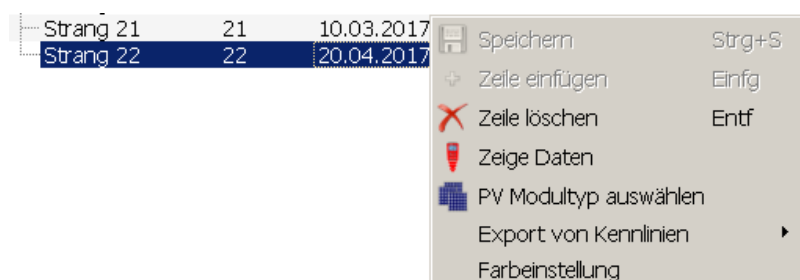 Strang 21 21 10.03.2017
Strang 22 22 20.04.2017
Speichern Strg+S
Zeile einfügen Einfg
Zeile löschen Entf
Zeige Daten
PV Modultyp auswählen
Export von Kennlinien
Farbeinstellung